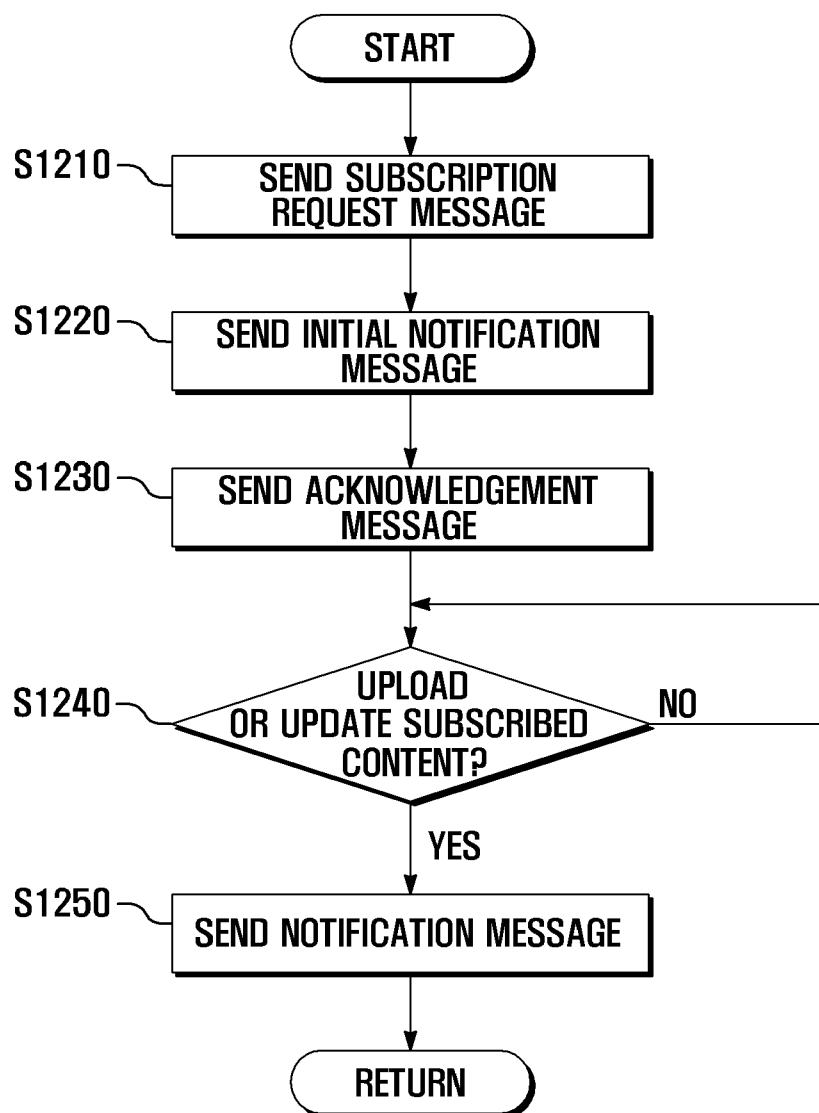 START
S1210
SEND SUBSCRIPTION
REQUEST MESSAGE
S1220
SEND INITIAL NOTIFICATION
MESSAGE
S1230
SEND ACKNOWLEDGEMENT
MESSAGE
S1240
UPLOAD
OR UPDATE SUBSCRIBED
CONTENT?
NO
YES
S1250
SEND NOTIFICATION MESSAGE
RETURN